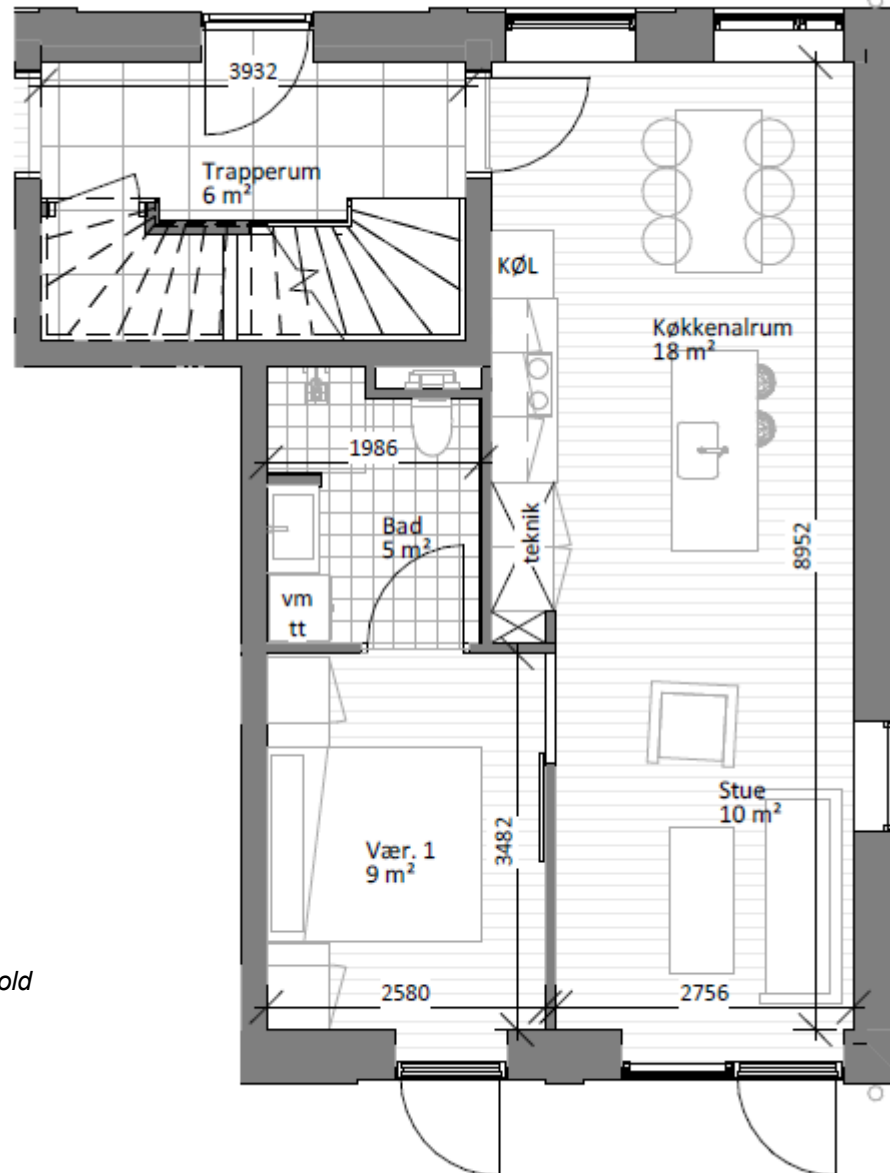 3932
Trapperum
6 m²
KØL
Køkkenalrum
18 m²
1986
Bad
5 m²
teknik
8952
vm
tt
Stue
10 m²
3482
Vær. 1
9 m²
old
2580
2756